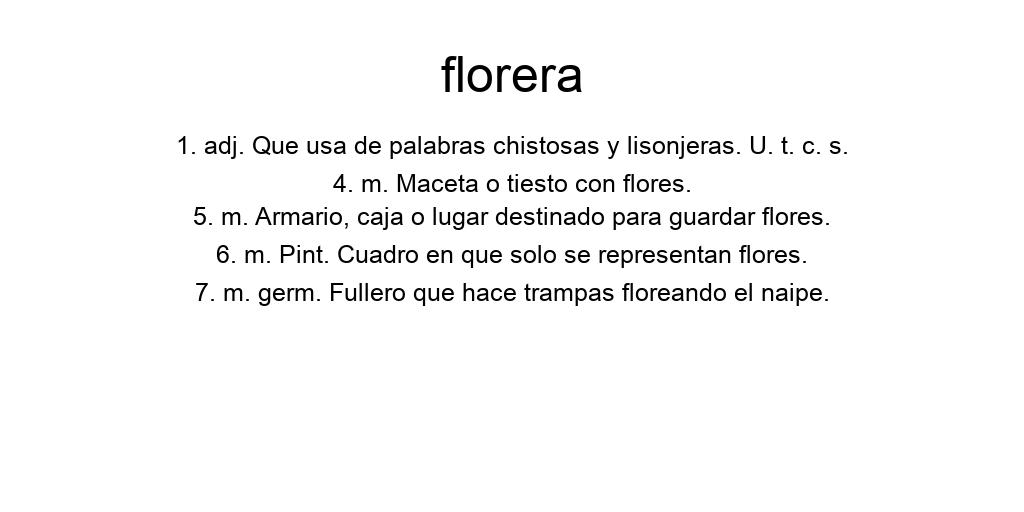 florera
1. adj. Que usa de palabras chistosas y lisonjeras. U. t. c. s.
4. m. Maceta o tiesto con flores.
5. m. Armario, caja o lugar destinado para guardar flores.
6. m. Pint. Cuadro en que solo se representan flores.
7. m. germ. Fullero que hace trampas floreando el naipe.